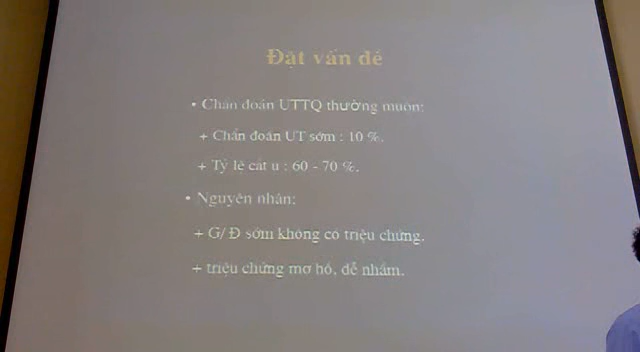 Đặt vấn đề
• Chẩn đoán UTTQ thường muộn:
+ Chẩn đoán UT sớm : 10 %.
+ Tỷ lệ cắt u : 60 - 70 %.
• Nguyên nhân:
+ G/ Đ sớm không có triệu chứng.
+ triệu chứng mơ hồ, dễ nhầm.